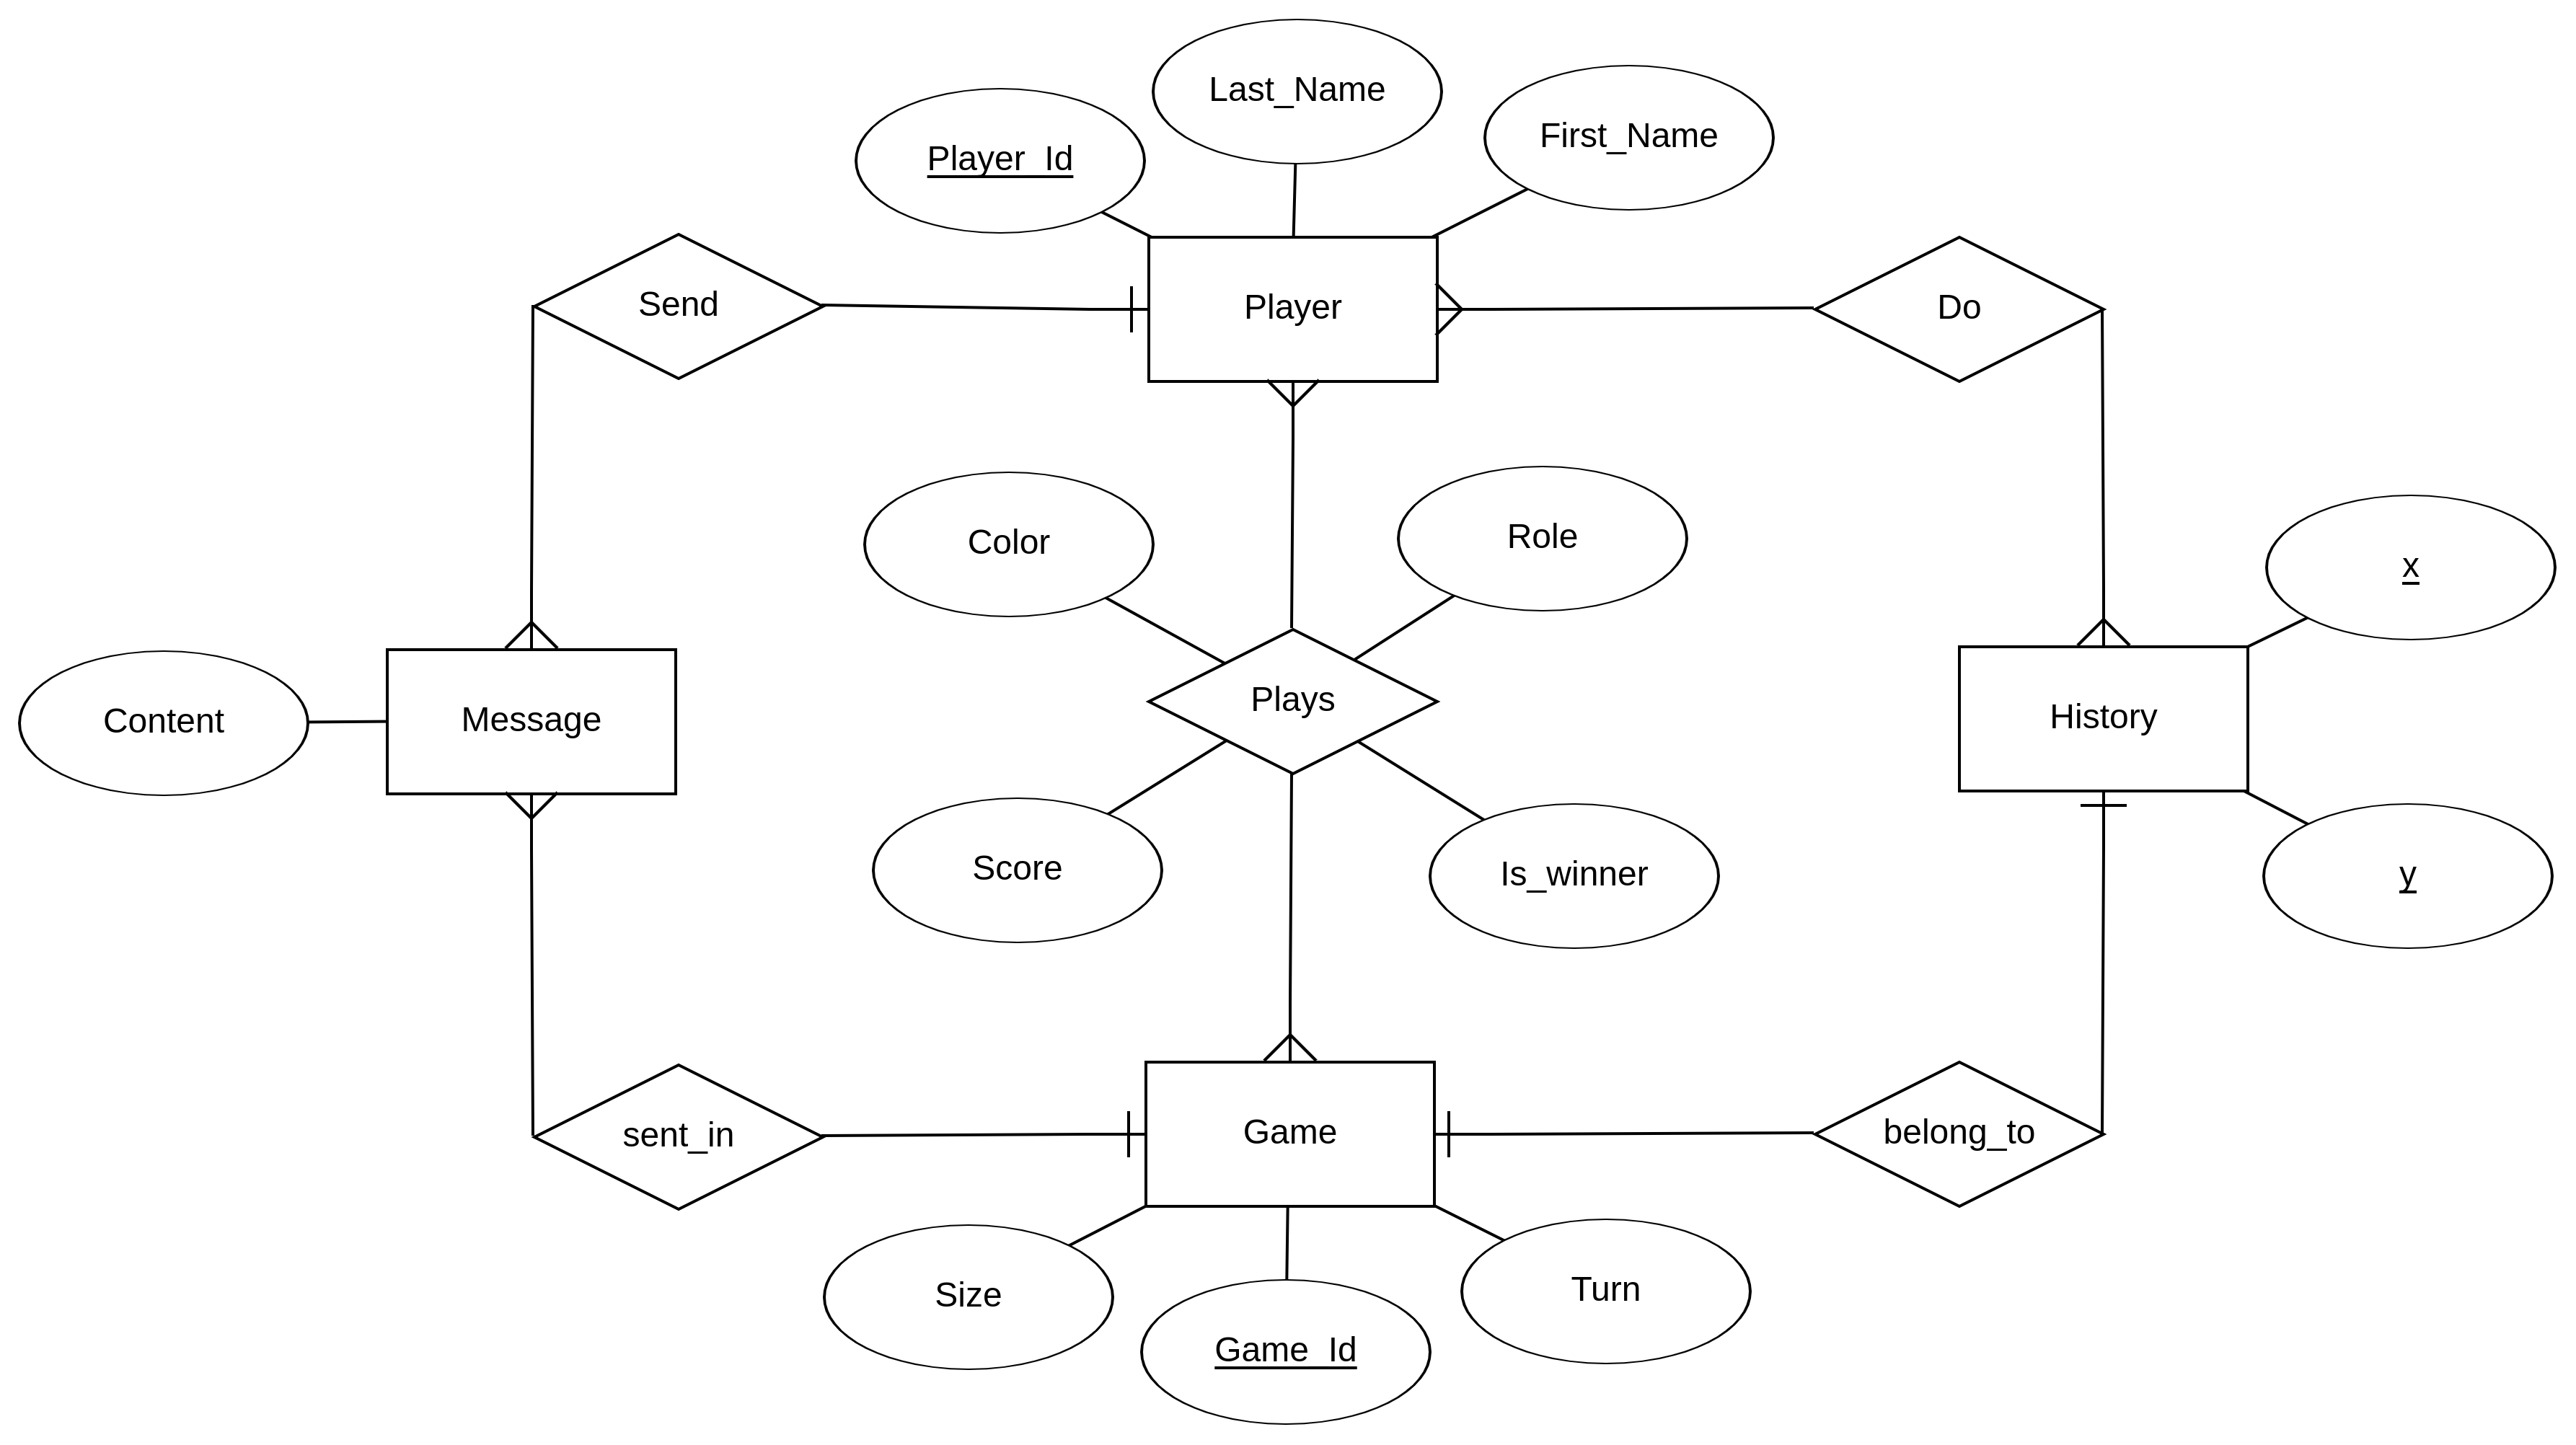 Last_Name
First_Name
Player_Id
Send
Player
Do
Color
Role
x
Content
Message
Plays
History
Score
Is_winner
y
sent_in
Game
belong_to
Size
Turn
Game_Id